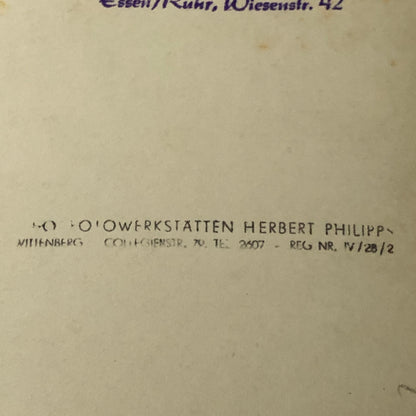 Essen/Ruhr, Wiesenstr. 42
FOTOWERKSTÄTTEN HERBERT PHILIPP
WITTENBERG COLLEGIENSTR. 79, TEL. 2607 - REG NR. IV/28/2